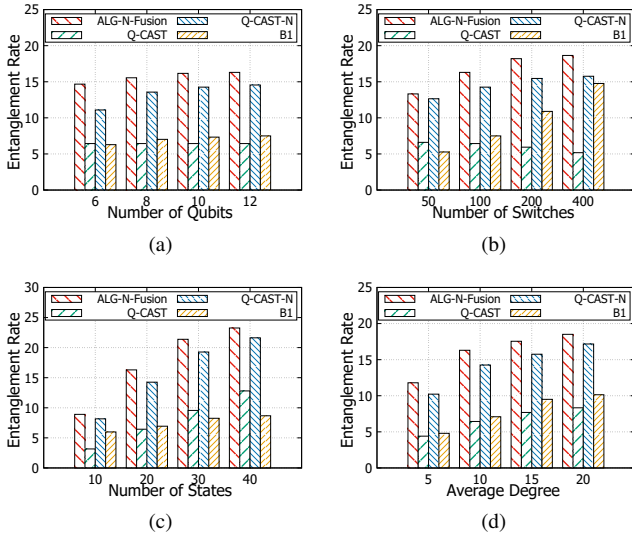 ALG-N-Fusion Q-CAST-N
Q-CAST B1
Entanglement Rate
25
20
15
10
5
0
6 8 10 12
Number of Qubits
(a)
ALG-N-Fusion Q-CAST-N
Q-CAST B1
Entanglement Rate
25
20
15
10
5
0
50 100 200 400
Number of Switches
(b)
ALG-N-Fusion Q-CAST-N
Q-CAST B1
Entanglement Rate
30
25
20
15
10
5
0
10 20 30 40
Number of States
(c)
ALG-N-Fusion Q-CAST-N
Q-CAST B1
Entanglement Rate
25
20
15
10
5
0
5 10 15 20
Average Degree
(d)